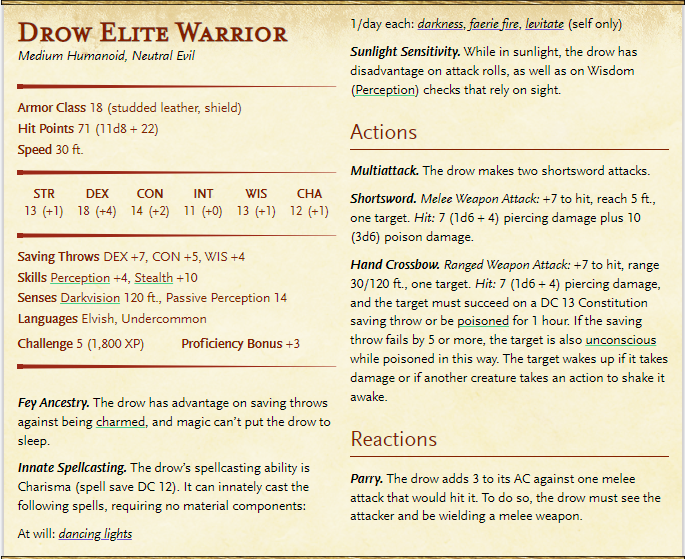 Drow Elite Warrior
Medium Humanoid, Neutral Evil
Armor Class 18 (studded leather, shield)
Hit Points 71 (11d8 + 22)
Speed 30 ft.
STR DEX CON INT WIS CHA
13 (+1) 18 (+4) 14 (+2) 11 (+0) 13 (+1) 12 (+1)
Saving Throws DEX +7, CON +5, WIS +4
Skills Perception +4, Stealth +10
Senses Darkvision 120 ft., Passive Perception 14
Languages Elvish, Undercommon
Challenge 5 (1,800 XP) Proficiency Bonus +3
Fey Ancestry. The drow has advantage on saving throws
against being charmed, and magic can't put the drow to
sleep.
Innate Spellcasting. The drow's spellcasting ability is
Charisma (spell save DC 12). It can innately cast the
following spells, requiring no material components:
At will: dancing lights
1/day each: darkness, faerie fire, levitate (self only)
Sunlight Sensitivity. While in sunlight, the drow has
disadvantage on attack rolls, as well as on Wisdom
(Perception) checks that rely on sight.
Actions
Multiattack. The drow makes two shortsword attacks.
Shortsword. Melee Weapon Attack: +7 to hit, reach 5 ft.,
one target. Hit: 7 (1d6 + 4) piercing damage plus 10
(3d6) poison damage.
Hand Crossbow. Ranged Weapon Attack: +7 to hit, range
30/120 ft., one target. Hit: 7 (1d6 + 4) piercing damage,
and the target must succeed on a DC 13 Constitution
saving throw or be poisoned for 1 hour. If the saving
throw fails by 5 or more, the target is also unconscious
while poisoned in this way. The target wakes up if it takes
damage or if another creature takes an action to shake it
awake.
Reactions
Parry. The drow adds 3 to its AC against one melee
attack that would hit it. To do so, the drow must see the
attacker and be wielding a melee weapon.